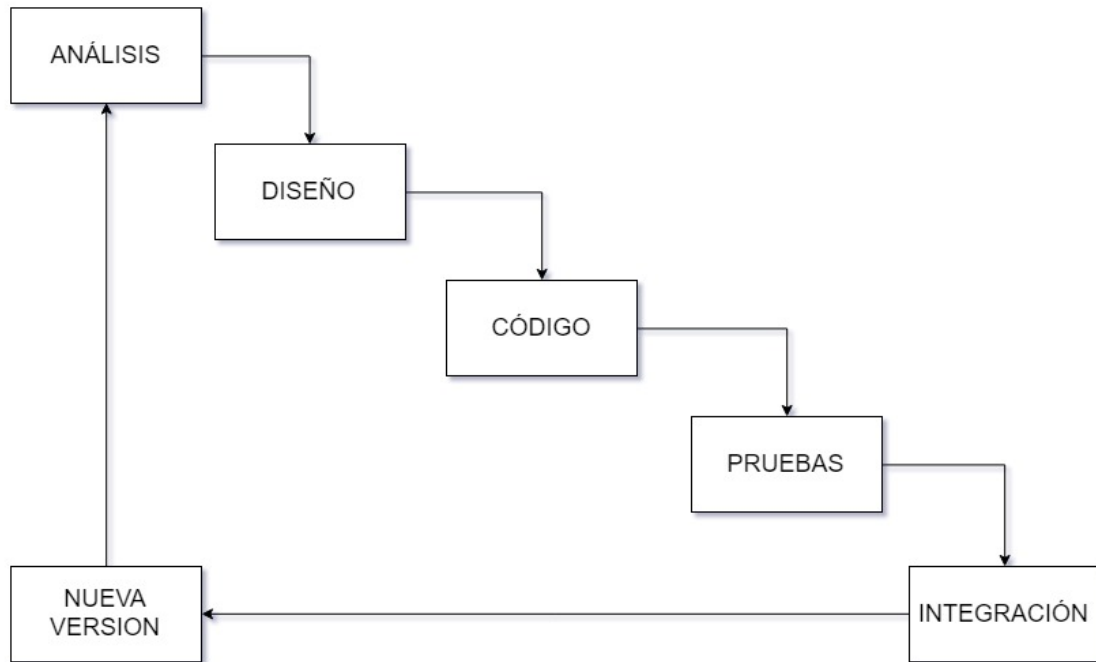 ANÁLISIS
DISEÑO
CÓDIGO
PRUEBAS
INTEGRACIÓN
NUEVA
VERSION